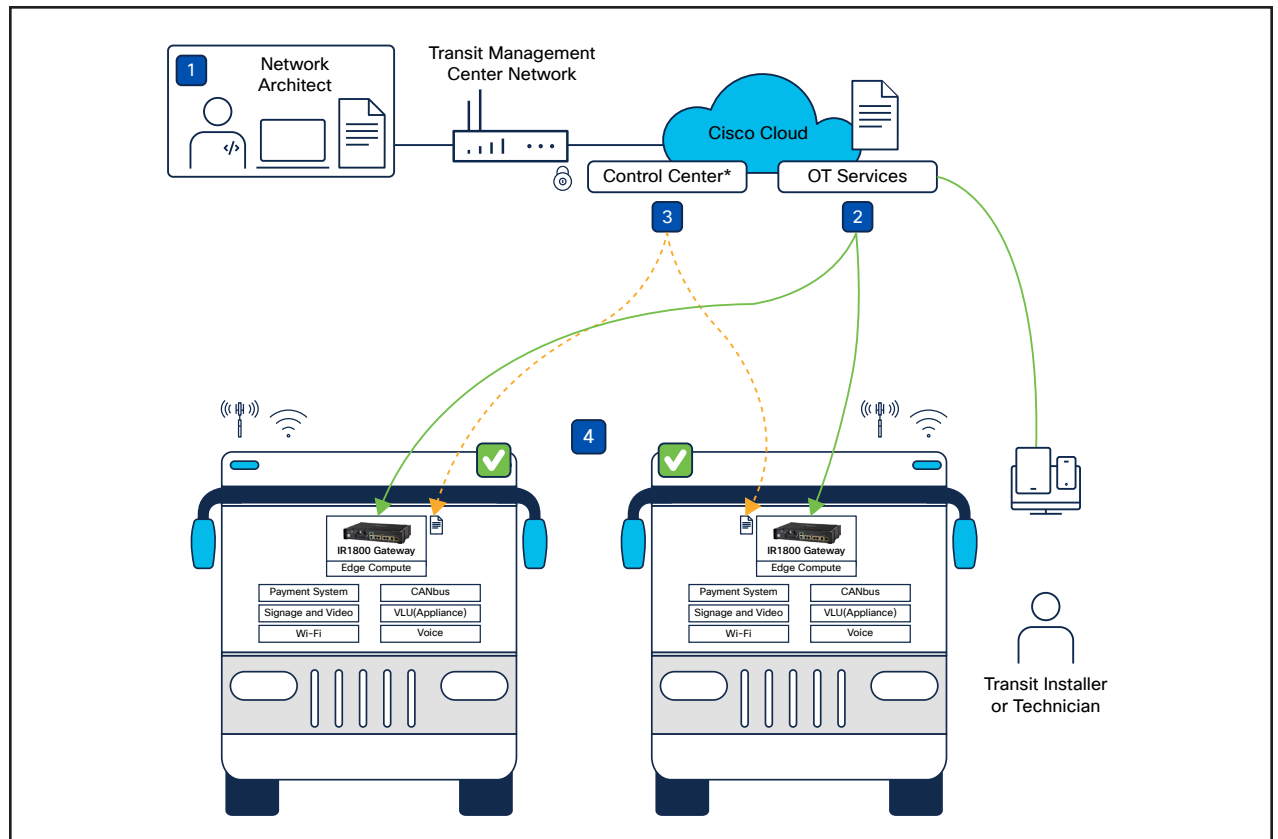 1
Network
Architect
</>
Transit Management
Center Network
Cisco Cloud
Control Center*
OT Services
3
2
4
IR1800 Gateway
Edge Compute
Payment System
CANbus
Signage and Video
VLU(Appliance)
Wi-Fi
Voice
IR1800 Gateway
Edge Compute
Payment System
CANbus
Signage and Video
VLU(Appliance)
Wi-Fi
Voice
Transit Installer
or Technician